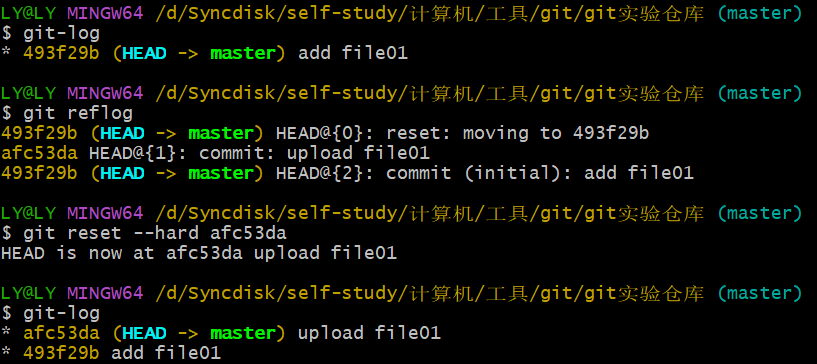 LY@LY MINGW64 /d/Syncdisk/self-study/计算机/工具/git/git实验仓库 (master)
$ git-log
* 493f29b (HEAD -> master) add file01
LY@LY MINGW64 /d/Syncdisk/self-study/计算机/工具/git/git实验仓库 (master)
$ git reflog
493f29b (HEAD -> master) HEAD@{0}: reset: moving to 493f29b
afc53da HEAD@{1}: commit: upload file01
493f29b (HEAD -> master) HEAD@{2}: commit (initial): add file01
LY@LY MINGW64 /d/Syncdisk/self-study/计算机/工具/git/git实验仓库 (master)
$ git reset --hard afc53da
HEAD is now at afc53da upload file01
LY@LY MINGW64 /d/Syncdisk/self-study/计算机/工具/git/git实验仓库 (master)
$ git-log
* afc53da (HEAD -> master) upload file01
* 493f29b add file01